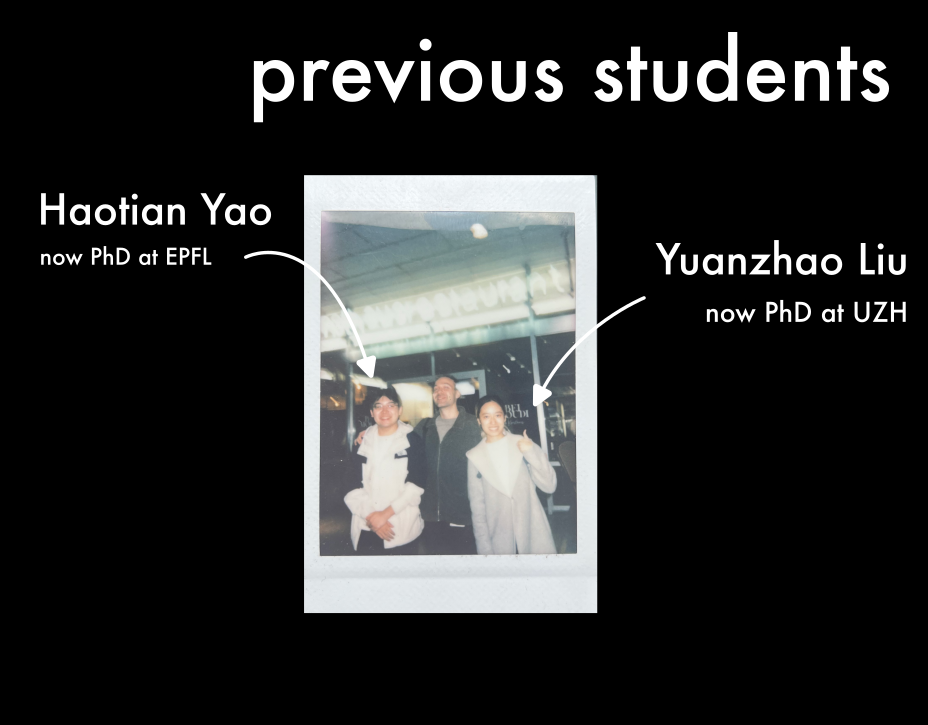 previous students
Haotian Yao
now PhD at EPFL
Yuanzhao Liu
now PhD at UZH